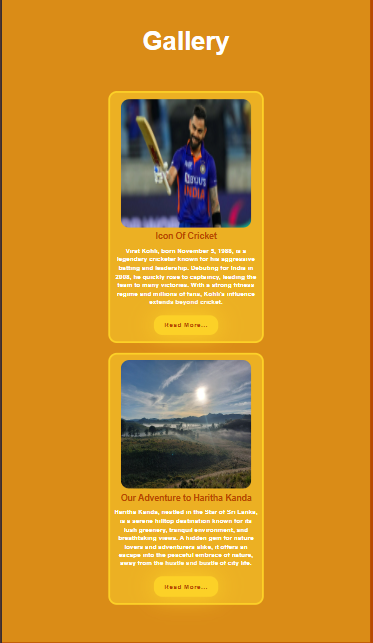 Gallery
BYJU'S
INDIA
Icon Of Cricket
Virat Kohli, born November 5, 1988, is a
legendary cricketer known for his aggressive
batting and leadership. Debuting for India in
2008, he quickly rose to captaincy, leading the
team to many victories. With a strong fitness
regime and millions of fans, Kohli's influence
extends beyond cricket.
Read More...
Our Adventure to Haritha Kanda
Haritha Kanda, nestled in the Star of Sri Lanka,
is a serene hilltop destination known for its
lush greenery, tranquil environment, and
breathtaking views. A hidden gem for nature
lovers and adventurers alike, it offers an
escape into the peaceful embrace of nature,
away from the hustle and bustle of city life.
Read More...